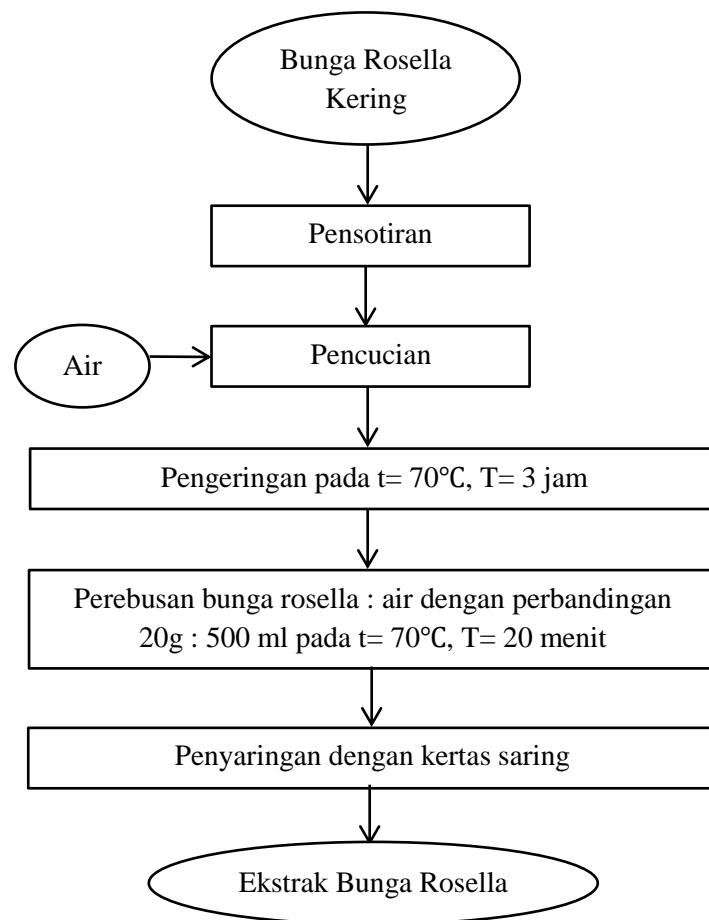 Bunga Rosella
Kering
Pensotiran
Air
Pencucian
Pengeringan pada t= 70℃, T= 3 jam
Perebusan bunga rosella : air dengan perbandingan
20g : 500 ml pada t= 70℃, T= 20 menit
Penyaringan dengan kertas saring
Ekstrak Bunga Rosella